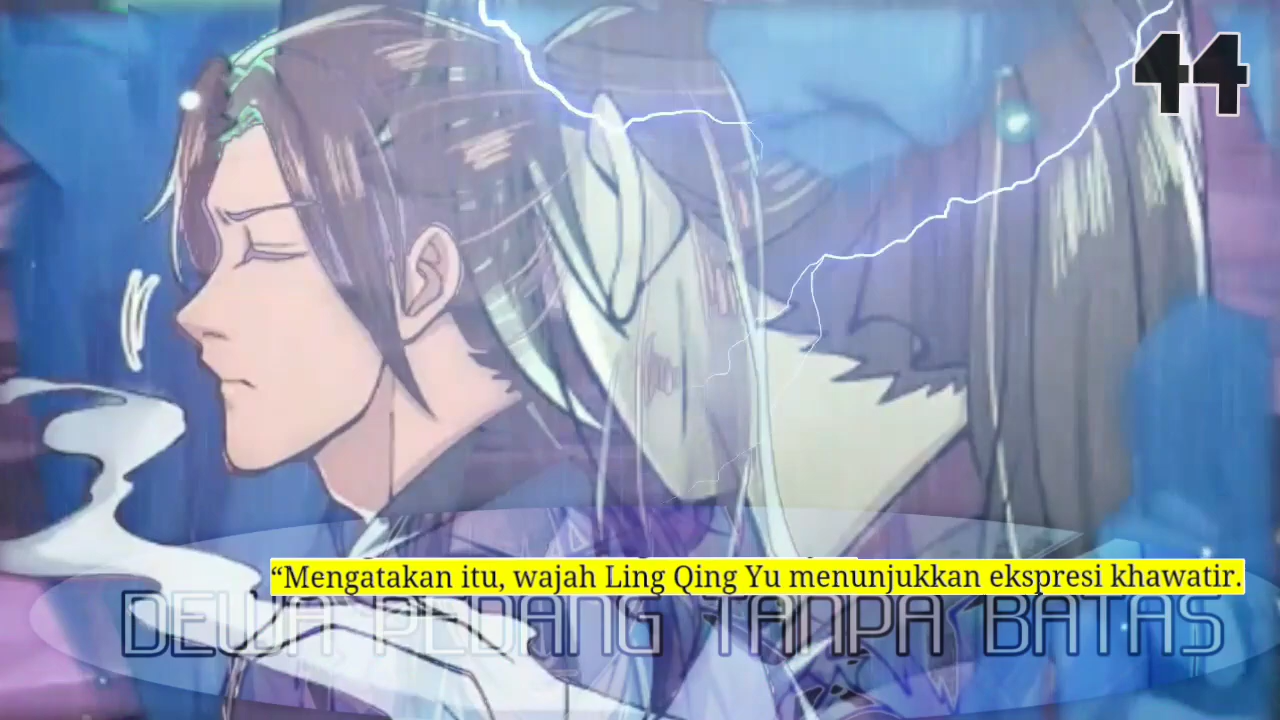 44
“Mengatakan itu, wajah Ling Qing Yu menunjukkan ekspresi khawatir.
DEWA PEDANG TANPA BATAS